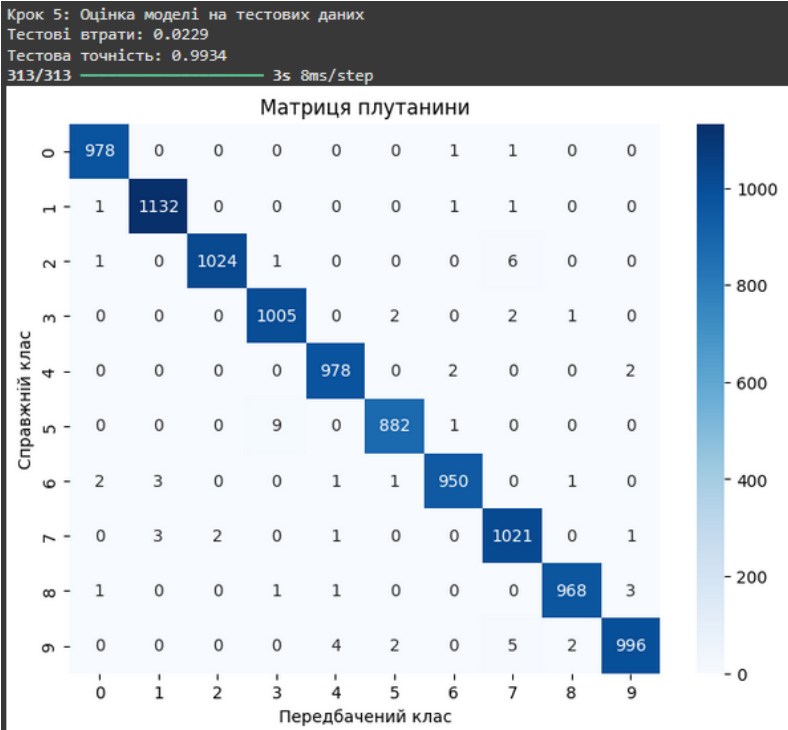 Крок 5: Оцінка моделі на тестових даних
Тестові втрати: 0.0229
Тестова точність: 0.9934
313/313 3s 8ms/step
Матриця плутанини
0 978 0 0 0 0 0 1 1 0 0
1 1 1132 0 0 0 0 1 1 0 0
2 1 0 1024 1 0 0 0 6 0 0
3 0 0 0 1005 0 2 0 2 1 0
4 0 0 0 0 978 0 2 0 0 2
5 0 0 0 9 0 882 1 0 0 0
6 2 3 0 0 1 1 950 0 1 0
7 0 3 2 0 1 0 0 1021 0 1
8 1 0 0 1 1 0 0 0 968 3
9 0 0 0 0 4 2 0 5 2 996
0 1 2 3 4 5 6 7 8 9
Передбачений клас
Справжній клас
1000
800
600
400
200
0